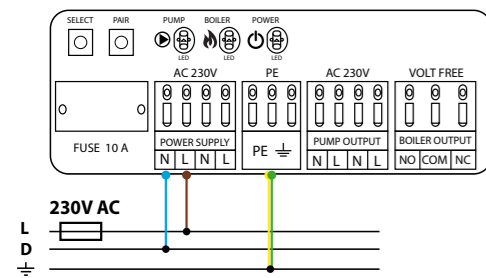 SELECT PAIR PUMP BOILER POWER
LED LED LED
AC 230V PE AC 230V VOLT FREE
FUSE 10 A
POWER SUPPLY PE PUMP OUTPUT BOILER OUTPUT
N L N L N L N L NO COM NC
230V AC
L
D